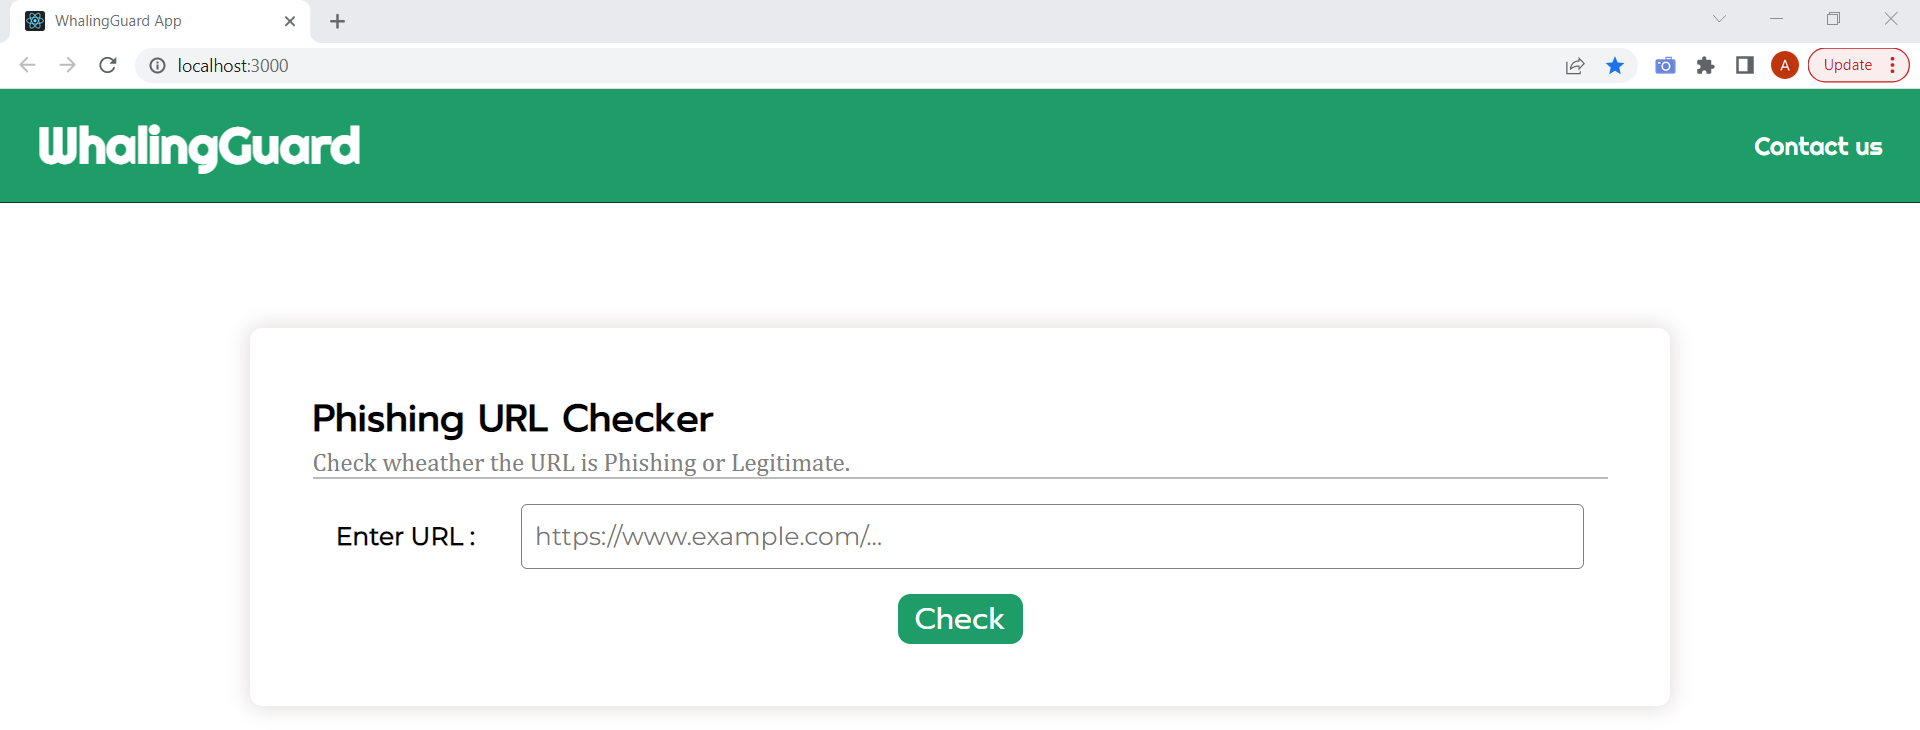 WhalingGuard App
localhost:3000
A
Update
WhalingGuard
Contact us
Phishing URL Checker
Check wheather the URL is Phishing or Legitimate.
Enter URL :
https://www.example.com/...
Check